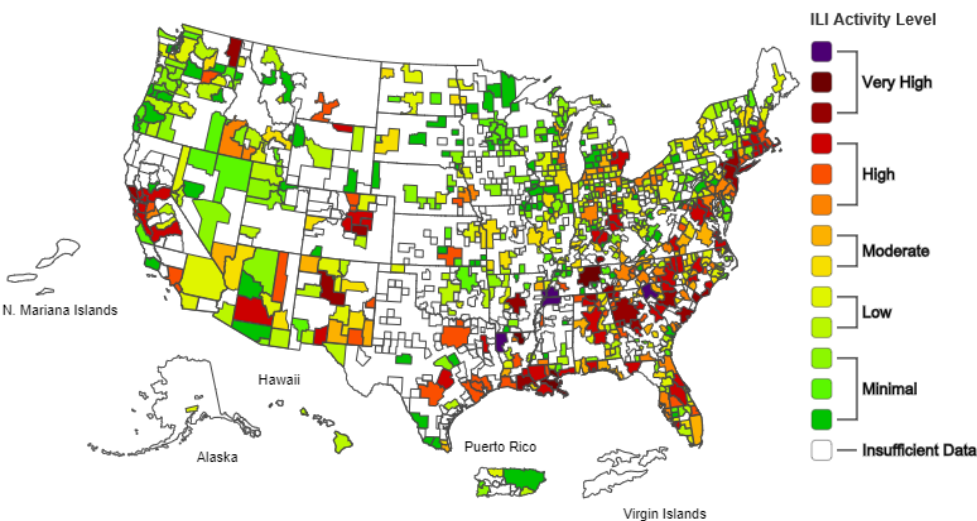 ILI Activity Level
Very High
High
Moderate
Low
Minimal
Insufficient Data
N. Mariana Islands
Hawaii
Alaska
Puerto Rico
Virgin Islands